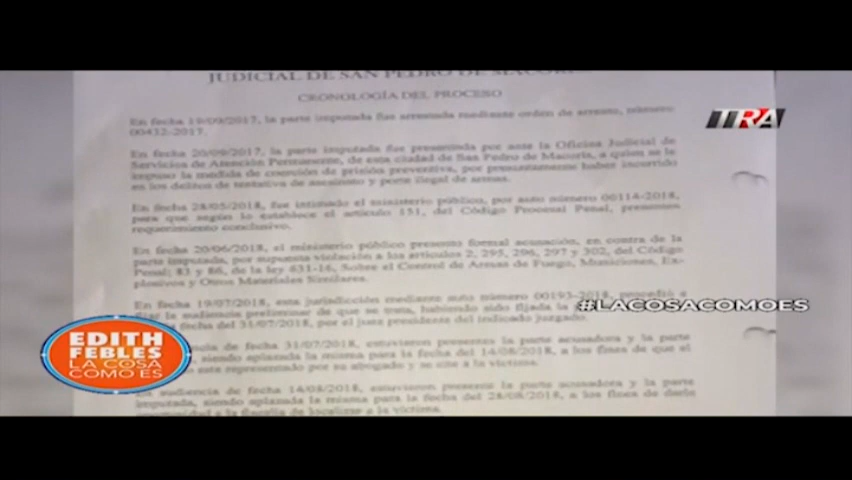 JUDICIAL DE SAN PEDRO DE MACORÍS
CRONOLOGÍA DEL PROCESO
En fecha 19/09/2017, la parte imputada fue arrestada mediante orden de arresto, número
00432-2017.
En fecha 20/09/2017, la parte imputada fue presentada por ante la Oficina Judicial de
Servicios de Atención Permanente, de esta ciudad de San Pedro de Macorís, a quien se le
impuso la medida de coerción de prisión preventiva, por presuntamente haber incurrido
en los delitos de tentativa de asesinato y porte ilegal de armas.
En fecha 28/05/2018, fue intimado el ministerio público, por auto número 00114-2018,
para que según lo establece el artículo 151, del Código Procesal Penal, presentes
requerimiento conclusivo.
En fecha 20/06/2018, el ministerio público presentó formal acusación, en contra de la
parte imputada, por supuesta violación a los artículos 2, 295, 296, 297 y 302, del Código
Penal; 83 y 86, de la ley 631-16, Sobre el Control de Armas de Fuego, Municiones, Ex-
plosivos y Otros Materiales Similares.
En fecha 19/07/2018, esta jurisdicción mediante auto número 00193-2018, procedió a
fijar la audiencia preliminar de que se trata, habiendo sido fijada la
fecha del 31/07/2018, por el juez presidente del indicado juzgado.
de fecha 31/07/2018, estuvieron presentes la parte acusadora y la parte
siendo aplazada la misma para la fecha del 14/08/2018, a los fines de que el
este representado por su abogado y se cite a la víctima.
En audiencia de fecha 14/08/2018, estuvieron presente la parte acusadora y la parte
imputada, siendo aplazada la misma para la fecha del 28/08/2018, a los fines de darle
oportunidad a la fiscalía de localizar a la víctima.
TRA
#LACOSACOMOES
EDITH
FEBLES
LA COSA
COMO ES